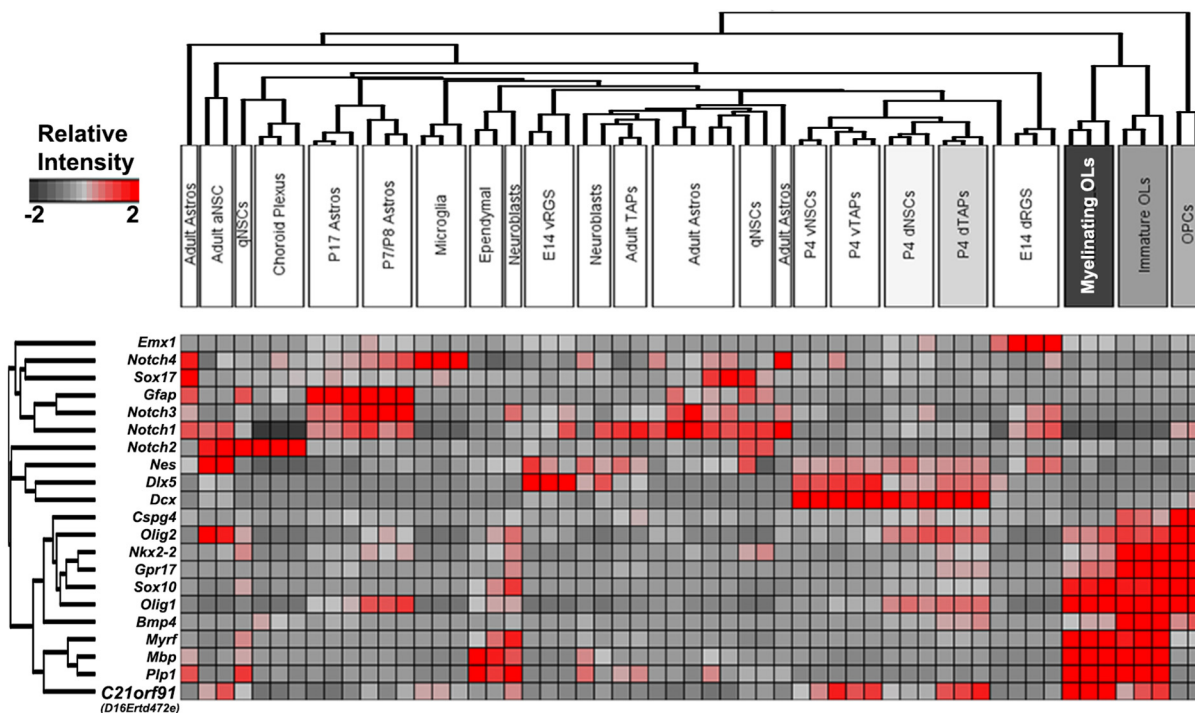 Relative
Intensity
-2 2
Adult Astros
Adult aNSC
qNSCs
Choroid Plexus
P17 Astros
P7/P8 Astros
Microglia
Ependymal
Neuroblasts
E14 vRGS
Neuroblasts
Adult TAPs
Adult Astros
qNSCs
Adult Astros
P4 vNSCs
P4 vTAPs
P4 dNSCs
P4 dTAPs
E14 dRGS
Myelinating OLs
Immature OLs
OPCs
Emx1
Notch4
Sox17
Gfap
Notch3
Notch1
Notch2
Nes
Dlx5
Dcx
Cspg4
Olig2
Nkx2-2
Gpr17
Sox10
Olig1
Bmp4
Myrf
Mbp
Plp1
C21orf91
(D16Ertd472e)